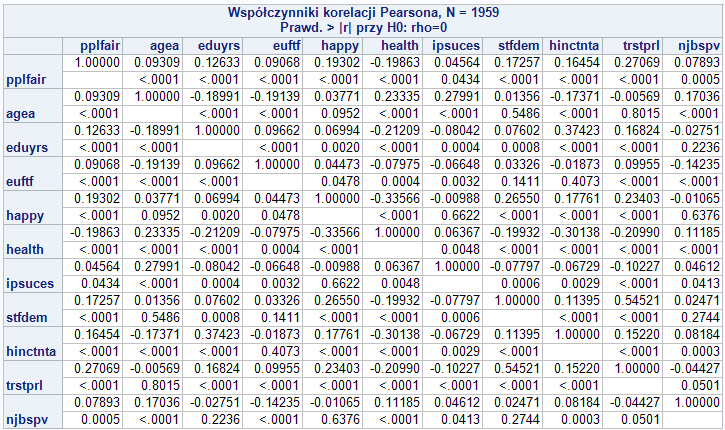 Współczynniki korelacji Pearsona, N = 1959
Prawd. > |r| przy H0: rho=0
pplfair agea eduyrs euftf happy health ipsuces stfdem hinctnta trstprl njbspv
1.00000 0.09309 0.12633 0.09068 0.19302 -0.19863 0.04564 0.17257 0.16454 0.27069 0.07893
pplfair <.0001 <.0001 <.0001 <.0001 <.0001 0.0434 <.0001 <.0001 <.0001 0.0005
0.09309 1.00000 -0.18991 -0.19139 0.03771 0.23335 0.27991 0.01356 -0.17371 -0.00569 0.17036
agea <.0001 <.0001 <.0001 0.0952 <.0001 <.0001 0.5486 <.0001 0.8015 <.0001
0.12633 -0.18991 1.00000 0.09662 0.06994 -0.21209 -0.08042 0.07602 0.37423 0.16824 -0.02751
eduyrs <.0001 <.0001 <.0001 0.0020 <.0001 0.0004 0.0008 <.0001 <.0001 0.2236
0.09068 -0.19139 0.09662 1.00000 0.04473 -0.07975 -0.06648 0.03326 -0.01873 0.09955 -0.14235
euftf <.0001 <.0001 <.0001 0.0478 0.0004 0.0032 0.1411 0.4073 <.0001 <.0001
0.19302 0.03771 0.06994 0.04473 1.00000 -0.33566 -0.00988 0.26550 0.17761 0.23403 -0.01065
happy <.0001 0.0952 0.0020 0.0478 <.0001 0.6622 <.0001 <.0001 <.0001 0.6376
-0.19863 0.23335 -0.21209 -0.07975 -0.33566 1.00000 0.06367 -0.19932 -0.30138 -0.20990 0.11185
health <.0001 <.0001 <.0001 0.0004 <.0001 0.0048 <.0001 <.0001 <.0001 <.0001
0.04564 0.27991 -0.08042 -0.06648 -0.00988 0.06367 1.00000 -0.07797 -0.06729 -0.10227 0.04612
ipsuces 0.0434 <.0001 0.0004 0.0032 0.6622 0.0048 0.0006 0.0029 <.0001 0.0413
0.17257 0.01356 0.07602 0.03326 0.26550 -0.19932 -0.07797 1.00000 0.11395 0.54521 0.02471
stfdem <.0001 0.5486 0.0008 0.1411 <.0001 <.0001 0.0006 <.0001 <.0001 0.2744
0.16454 -0.17371 0.37423 -0.01873 0.17761 -0.30138 -0.06729 0.11395 1.00000 0.15220 0.08184
hinctnta <.0001 <.0001 <.0001 0.4073 <.0001 <.0001 0.0029 <.0001 <.0001 0.0003
0.27069 -0.00569 0.16824 0.09955 0.23403 -0.20990 -0.10227 0.54521 0.15220 1.00000 -0.04427
trstprl <.0001 0.8015 <.0001 <.0001 <.0001 <.0001 <.0001 <.0001 <.0001 0.0501
0.07893 0.17036 -0.02751 -0.14235 -0.01065 0.11185 0.04612 0.02471 0.08184 -0.04427 1.00000
njbspv 0.0005 <.0001 0.2236 <.0001 0.6376 <.0001 0.0413 0.2744 0.0003 0.0501